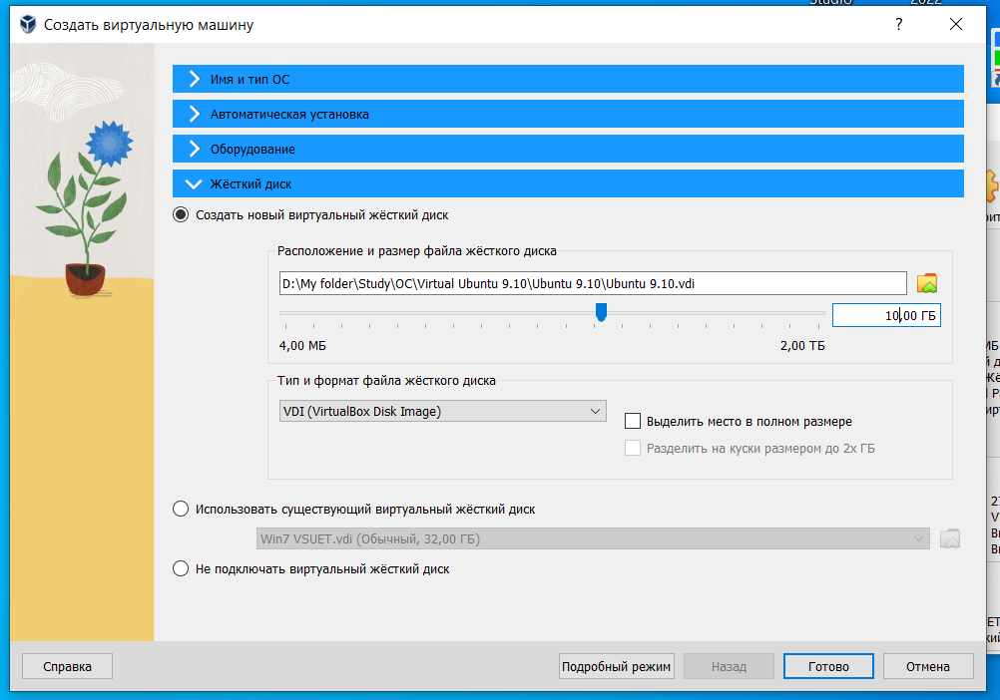 Studio 2022
Создать виртуальную машину
?
Имя и тип ОС
Автоматическая установка
Оборудование
Жёсткий диск
Создать новый виртуальный жёсткий диск
Расположение и размер файла жёсткого диска
D:\My folder\Study\ОС\Virtual Ubuntu 9.10\Ubuntu 9.10\Ubuntu 9.10.vdi
10,00 ГБ
4,00 МБ 2,00 ТБ
Тип и формат файла жёсткого диска
VDI (VirtualBox Disk Image)
Выделить место в полном размере
Разделить на куски размером до 2х ГБ
Использовать существующий виртуальный жёсткий диск
Win7 VSUET.vdi (Обычный, 32,00 ГБ)
Не подключать виртуальный жёсткий диск
Справка Подробный режим Назад Готово Отмена